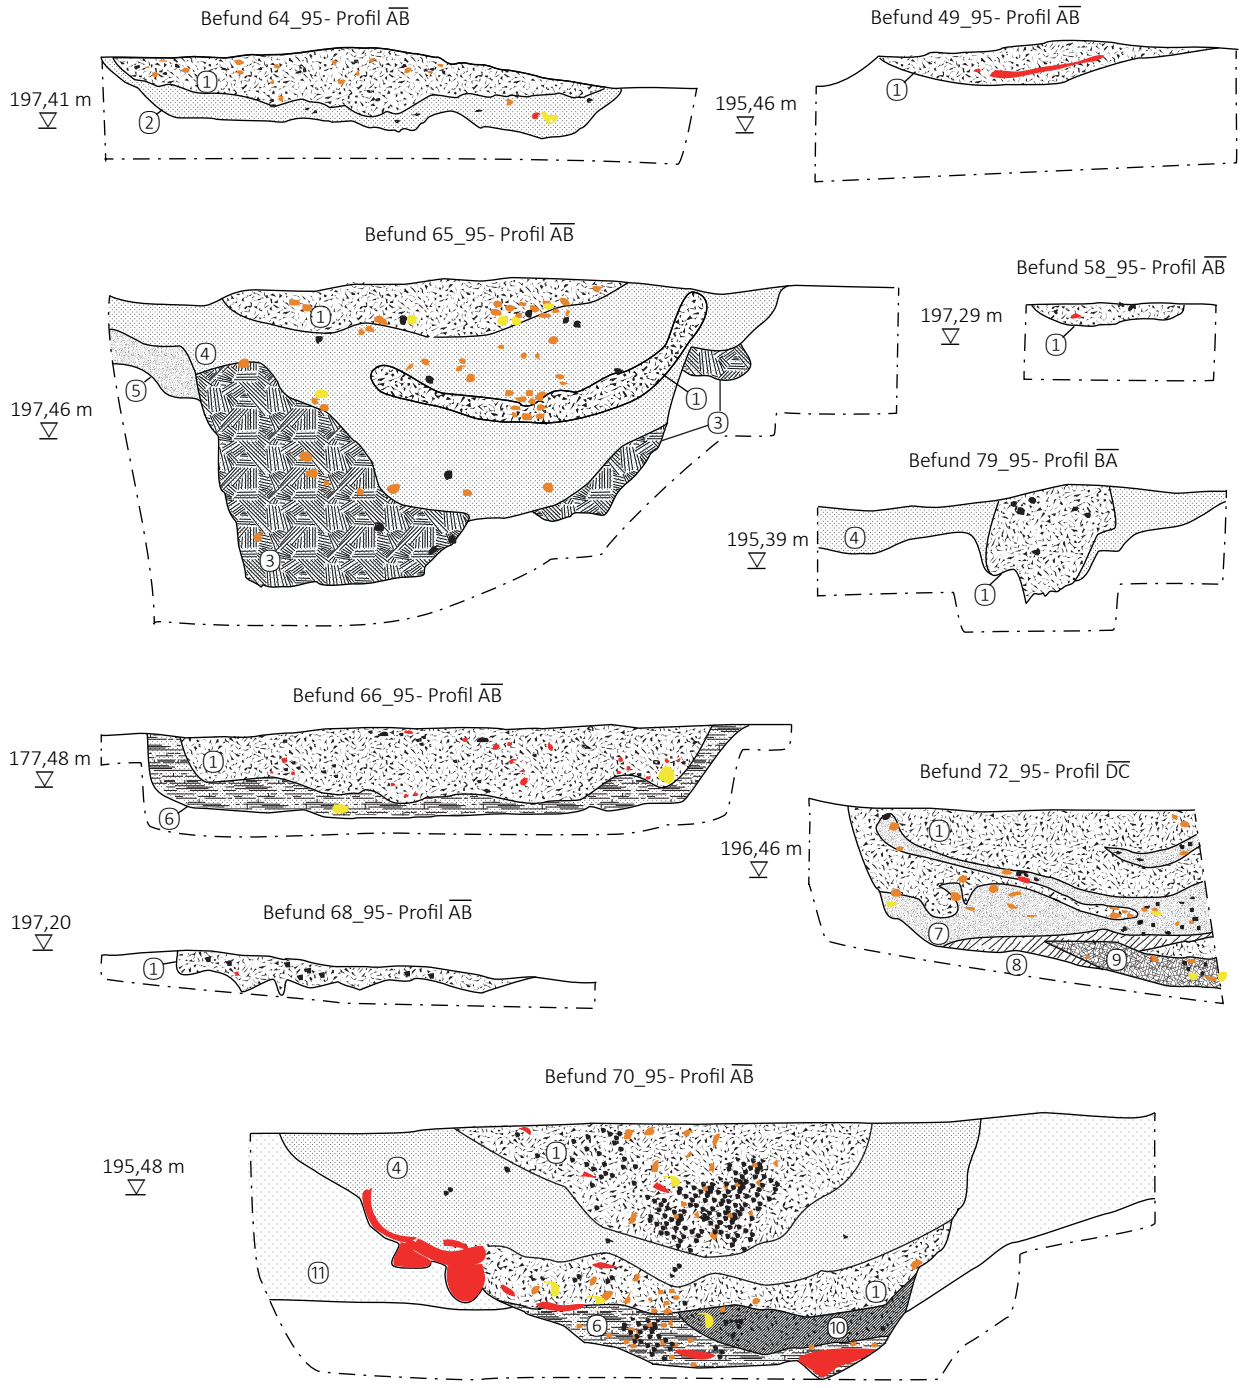 Befund 64_95- Profil AB
197,41 m
1
2
Befund 49_95- Profil AB
195,46 m
1
Befund 65_95- Profil AB
197,46 m
1
4
5
1
3
3
Befund 58_95- Profil AB
197,29 m
1
Befund 79_95- Profil BA
195,39 m
4
1
Befund 66_95- Profil AB
177,48 m
1
6
Befund 72_95- Profil DC
196,46 m
1
7
8
9
Befund 68_95- Profil AB
197,20
1
Befund 70_95- Profil AB
195,48 m
1
4
11
1
6
10